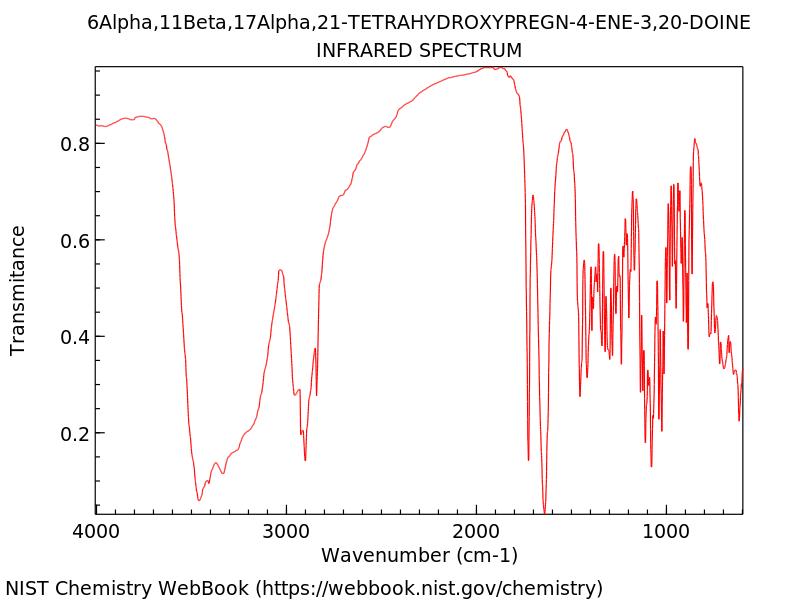 6Alpha,11Beta,17Alpha,21-TETRAHYDROXYPREGN-4-ENE-3,20-DOINE
INFRARED SPECTRUM
0.8
0.6
0.4
0.2
Transmitance
4000 3000 2000 1000
Wavenumber (cm-1)
NIST Chemistry WebBook (https://webbook.nist.gov/chemistry)